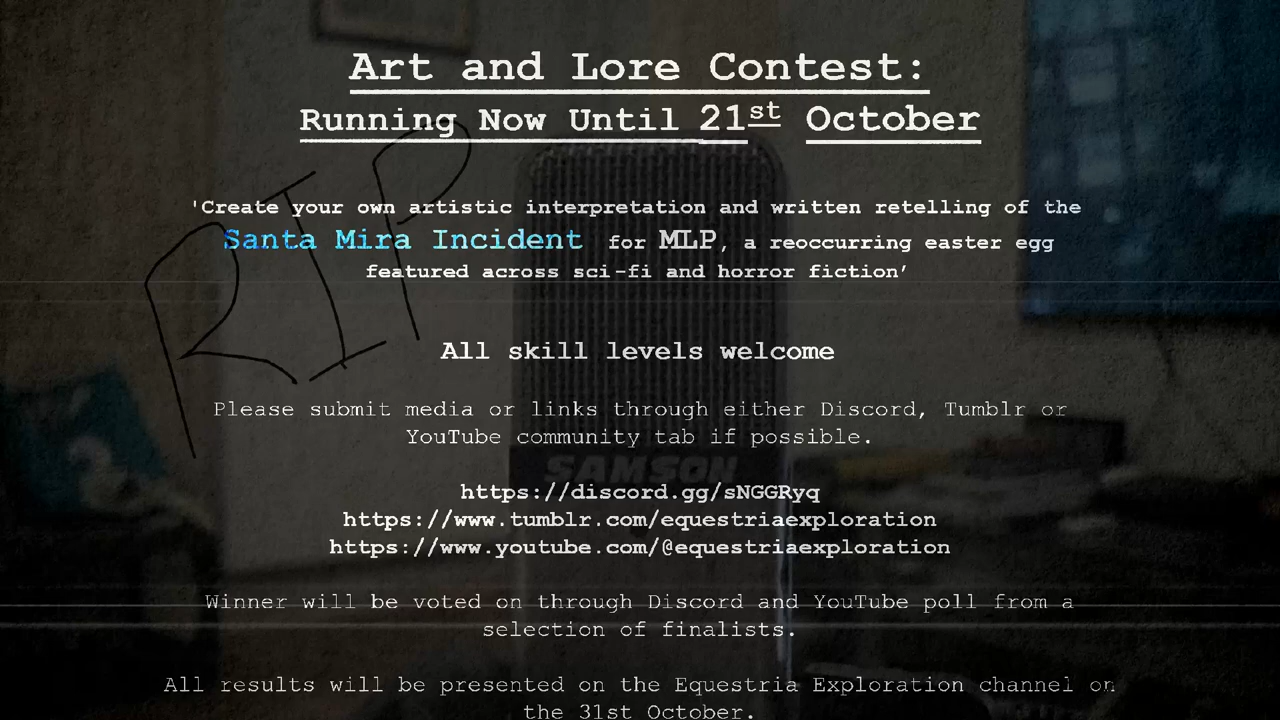 Art and Lore Contest:
Running Now Until 21st October
'Create your own artistic interpretation and written retelling of the
Santa Mira Incident for MLP, a reoccurring easter egg
featured across sci-fi and horror fiction’
RIP
All skill levels welcome
Please submit media or links through either Discord, Tumblr or
YouTube community tab if possible.
SAMSON
https://discord.gg/sNGGRyq
https://www.tumblr.com/equestriaexploration
https://www.youtube.com/@equestriaexploration
Winner will be voted on through Discord and YouTube poll from a
selection of finalists.
All results will be presented on the Equestria Exploration channel on
the 31st October.